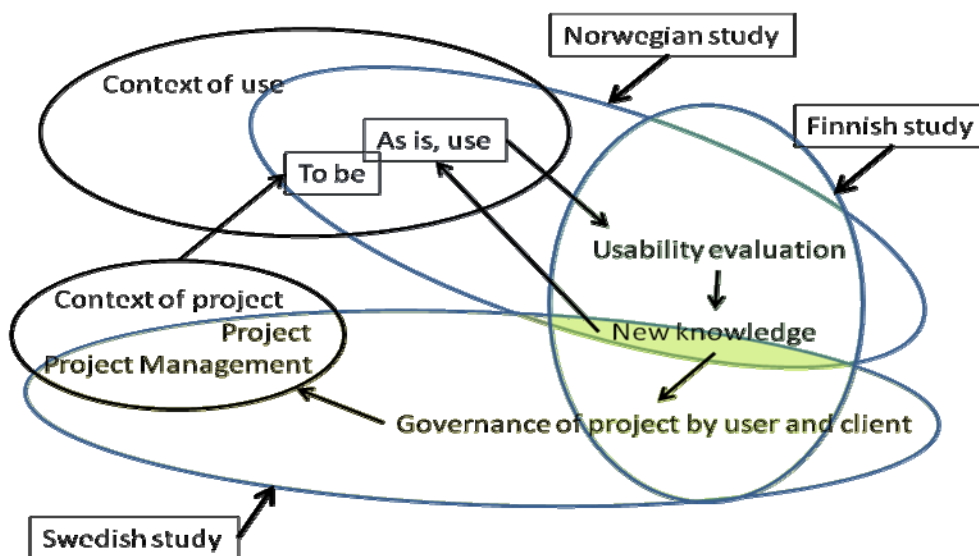 Norwegian study
Context of use
Finnish study
As is, use
To be
Usability evaluation
Context of project
Project
New knowledge
Project Management
Governance of project by user and client
Swedish study